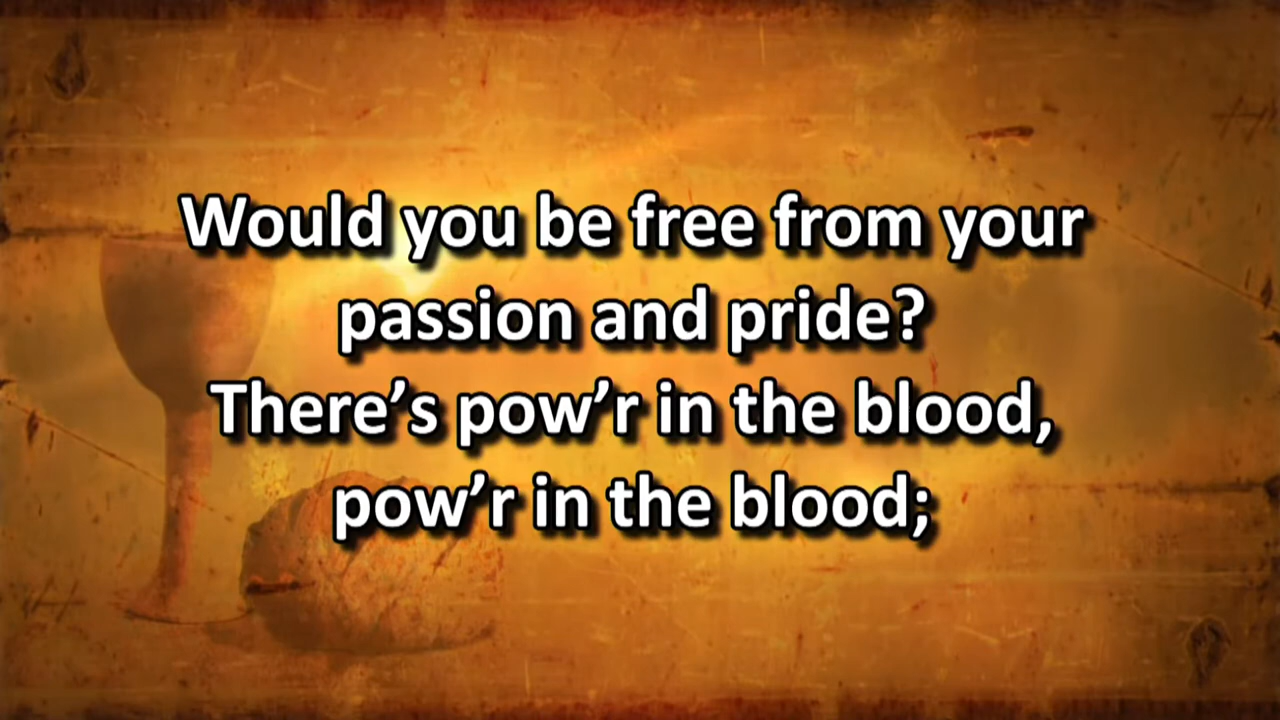 Would you be free from your
passion and pride?
There’s pow’r in the blood,
pow’r in the blood;